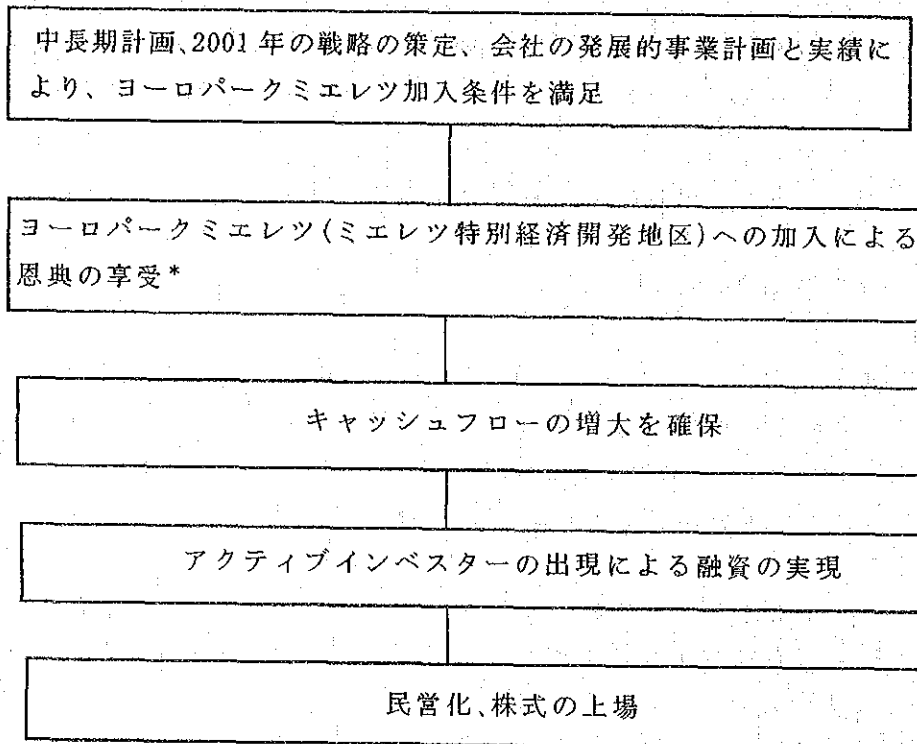 中長期計画、2001年の戦略の策定、会社の発展的事業計画と実績に
より、ヨーロパークミエレツ加入条件を満足
ヨーロパークミエレツ(ミエレツ特別経済開発地区)への加入による
恩典の享受*
キャッシュフローの増大を確保
アクティブインベスターの出現による融資の実現
民営化、株式の上場